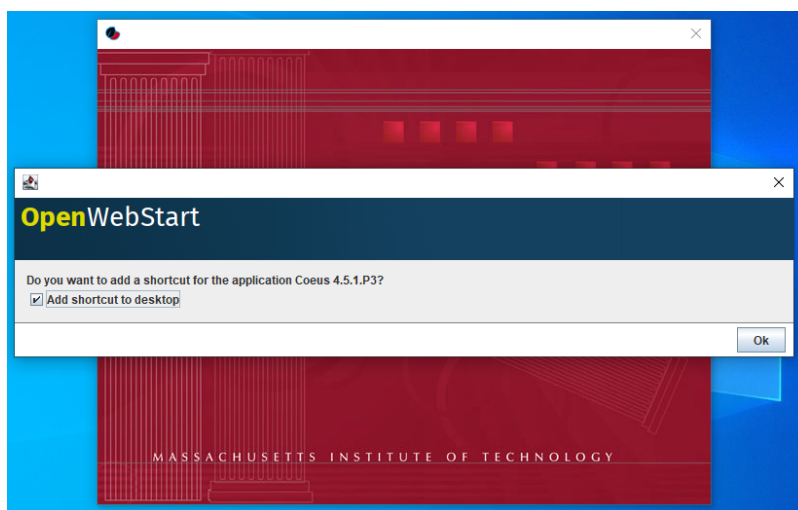 OpenWebStart
Do you want to add a shortcut for the application Coeus 4.5.1.P3?
Add shortcut to desktop
Ok
MASSACHUSETTS INSTITUTE OF TECHNOLOGY